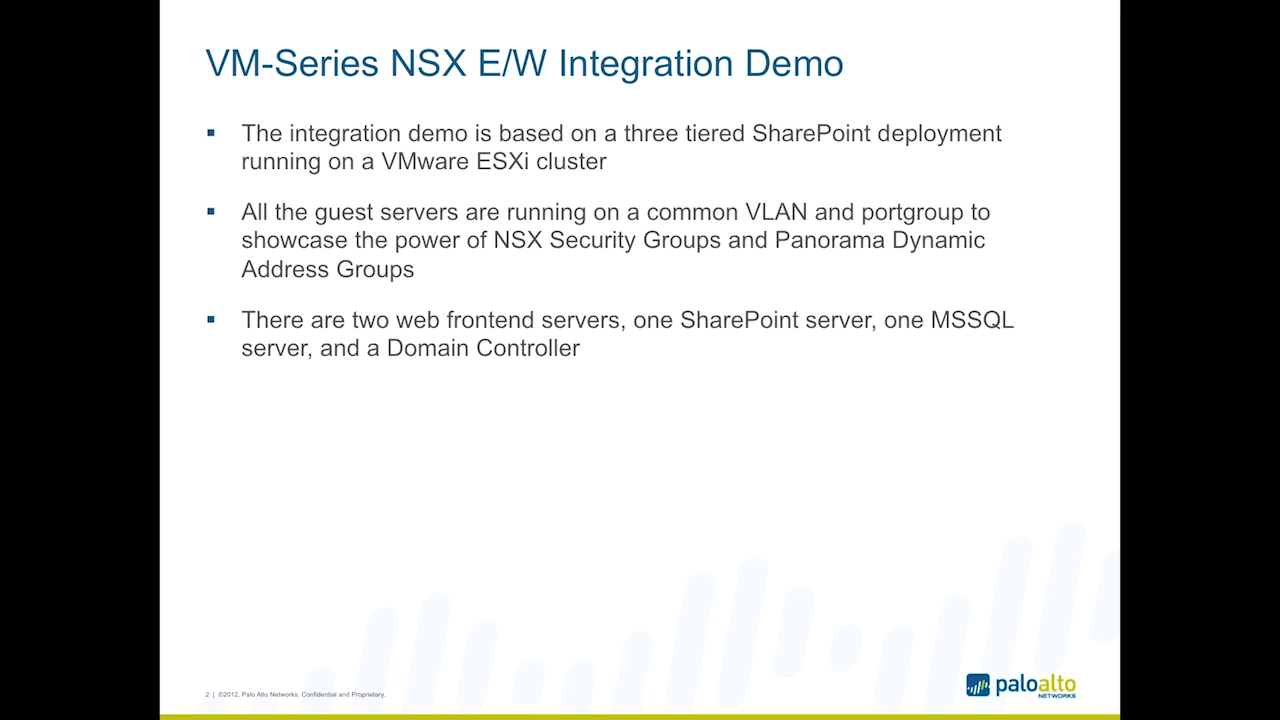 VM-Series NSX E/W Integration Demo
▪ The integration demo is based on a three tiered SharePoint deployment
running on a VMware ESXi cluster
▪ All the guest servers are running on a common VLAN and portgroup to
showcase the power of NSX Security Groups and Panorama Dynamic
Address Groups
▪ There are two web frontend servers, one SharePoint server, one MSSQL
server, and a Domain Controller
2 | ©2012, Palo Alto Networks. Confidential and Proprietary.
paloalto
NETWORKS